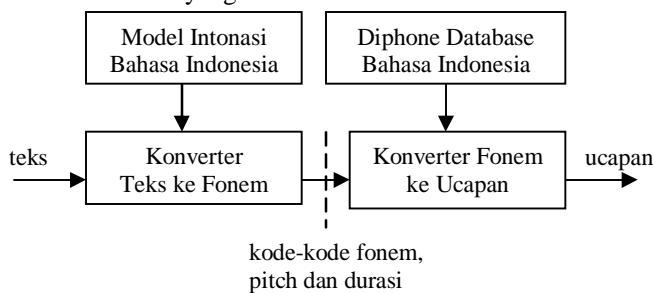 Model Intonasi
Bahasa Indonesia
Diphone Database
Bahasa Indonesia
teks
Konverter
Teks ke Fonem
Konverter Fonem
ke Ucapan
ucapan
kode-kode fonem,
pitch dan durasi